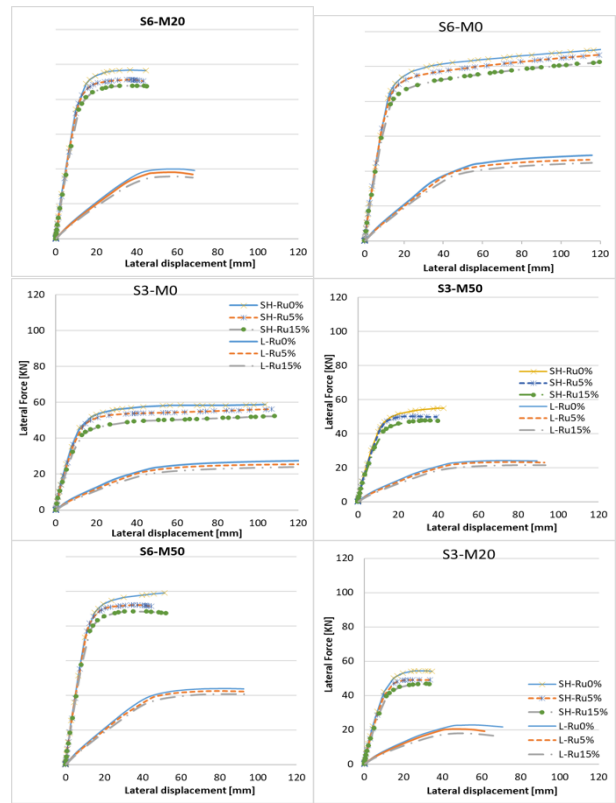 S6-M20
0 20 40 60 80 100 120
Lateral displacement [mm]
S6-M0
0 20 40 60 80 100 120
Lateral displacement [mm]
S3-M0
120
100
80
60
40
20
0
Lateral Force [KN]
SH-Ru0%
SH-Ru5%
SH-Ru15%
L-Ru0%
L-Ru5%
L-Ru15%
0 20 40 60 80 100 120
Lateral displacement [mm]
S3-M50
120
100
80
60
40
20
0
Lateral Force [KN]
SH-Ru0%
SH-Ru5%
SH-Ru15%
L-Ru0%
L-Ru5%
L-Ru15%
0 20 40 60 80 100 120
Lateral displacement [mm]
S6-M50
0 20 40 60 80 100 120
Lateral displacement [mm]
S3-M20
120
100
80
60
40
20
0
Lateral Force [KN]
SH-Ru0%
SH-Ru5%
SH-Ru15%
L-Ru0%
L-Ru5%
L-Ru15%
0 20 40 60 80 100 120
Lateral displacement [mm]